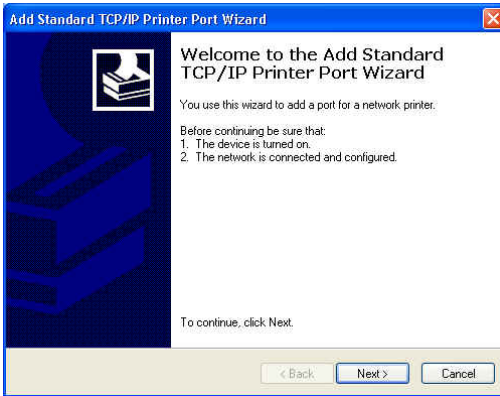 Add Standard TCP/IP Printer Port Wizard
Welcome to the Add Standard
TCP/IP Printer Port Wizard
You use this wizard to add a port for a network printer.
Before continuing be sure that:
1. The device is turned on.
2. The network is connected and configured.
To continue, click Next.
< Back Next > Cancel